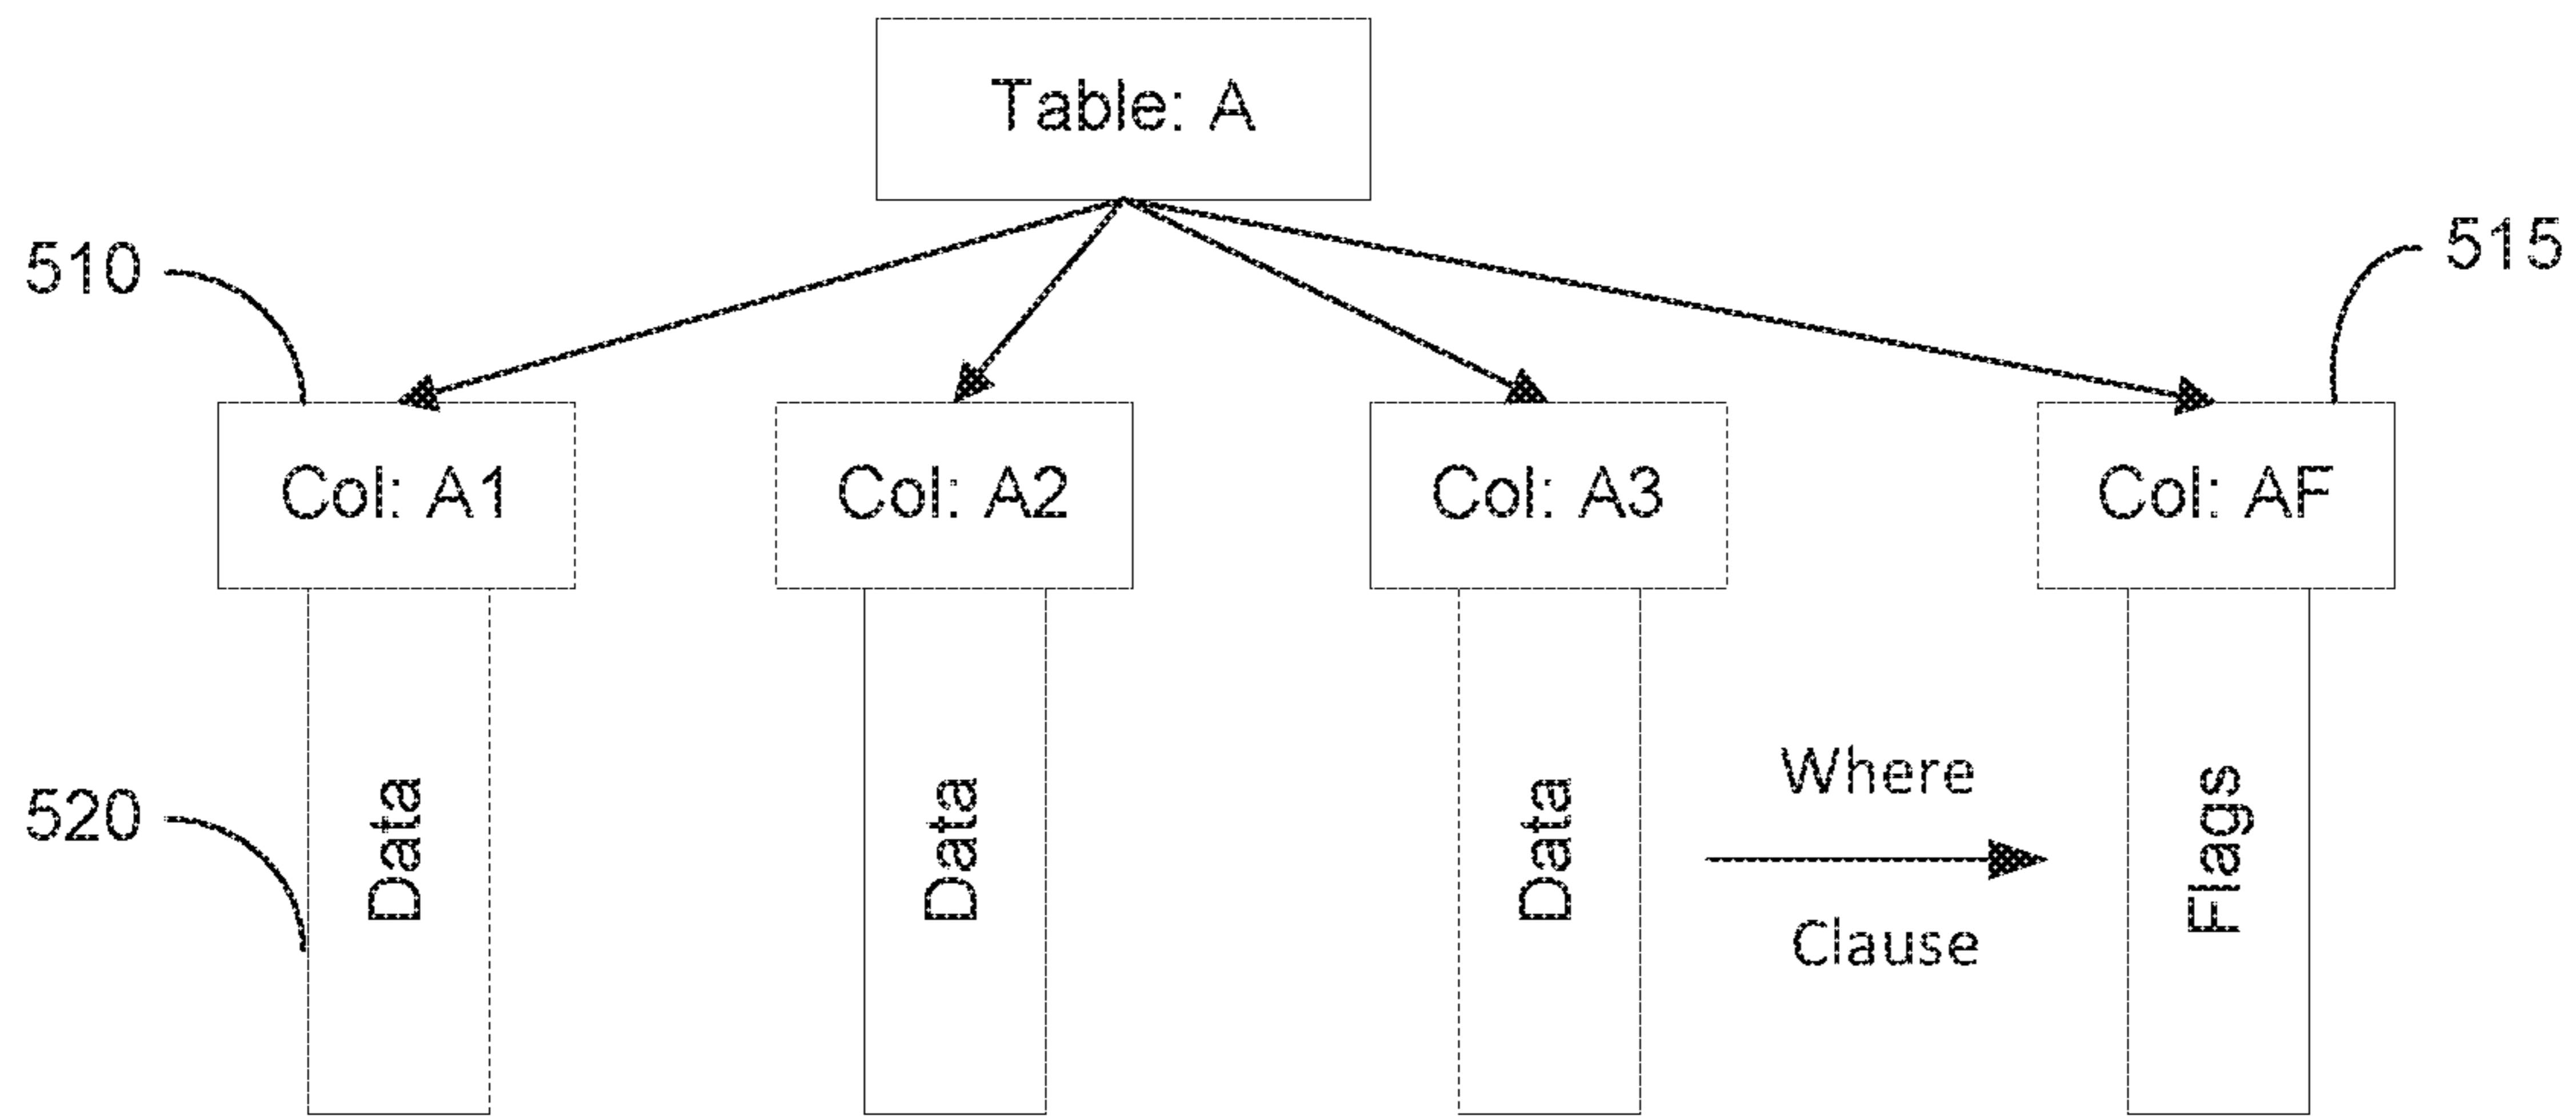 Table: A
510
515
Col: A1
Col: A2
Col: A3
Col: AF
520
Data
Data
Data
Where
Clause
Flags